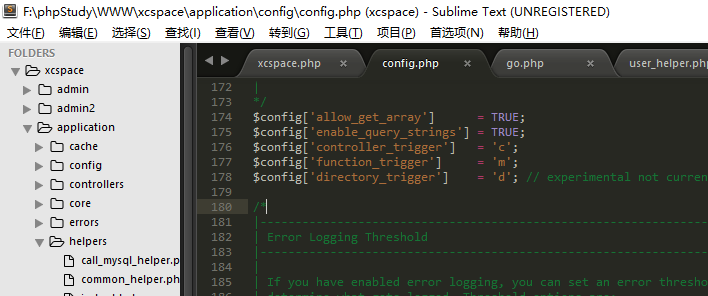 F:\phpStudy\WWW\xcspace\application\config\config.php (xcspace) - Sublime Text (UNREGISTERED)
文件(F) 编辑(E) 选择(S) 查找(I) 查看(V) 转到(G) 工具(T) 项目(P) 首选项(N) 帮助(H)
FOLDERS
xcspace
admin
admin2
application
cache
config
controllers
core
errors
helpers
call_mysql_helper.ph
common_helper.ph
xcspace.php × config.php × go.php × user_helper.php
172 |
173 */
174 $config['allow_get_array'] = TRUE;
175 $config['enable_query_strings'] = TRUE;
176 $config['controller_trigger'] = 'c';
177 $config['function_trigger'] = 'm';
178 $config['directory_trigger'] = 'd'; // experimental not curren
179
180 /*
181 |--------------------------------------------------------------------------
182 | Error Logging Threshold
183 |--------------------------------------------------------------------------
184 |
185 | If you have enabled error logging, you can set an error thresho